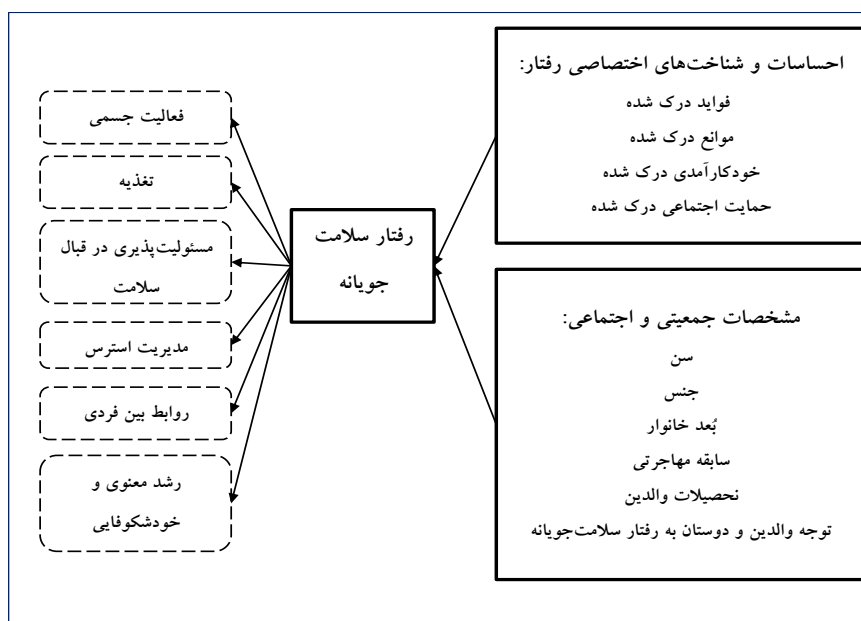 احساسات و شناخت‌های اختصاصی رفتار:
فواید درک شده
موانع درک شده
خودکارآمدی درک شده
حمایت اجتماعی درک شده
مشخصات جمعیتی و اجتماعی:
سن
جنس
بُعد خانوار
سابقه مهاجرتی
نحصیلات والدین
توجه والدین و دوستان به رفتار سلامت‌جویانه
رفتار سلامت
جویانه
فعالیت جسمی
تغذیه
مسئولیت‌پذیری در قبال
سلامت
مدیریت استرس
روابط بین فردی
رشد معنوی و
خودشکوفایی